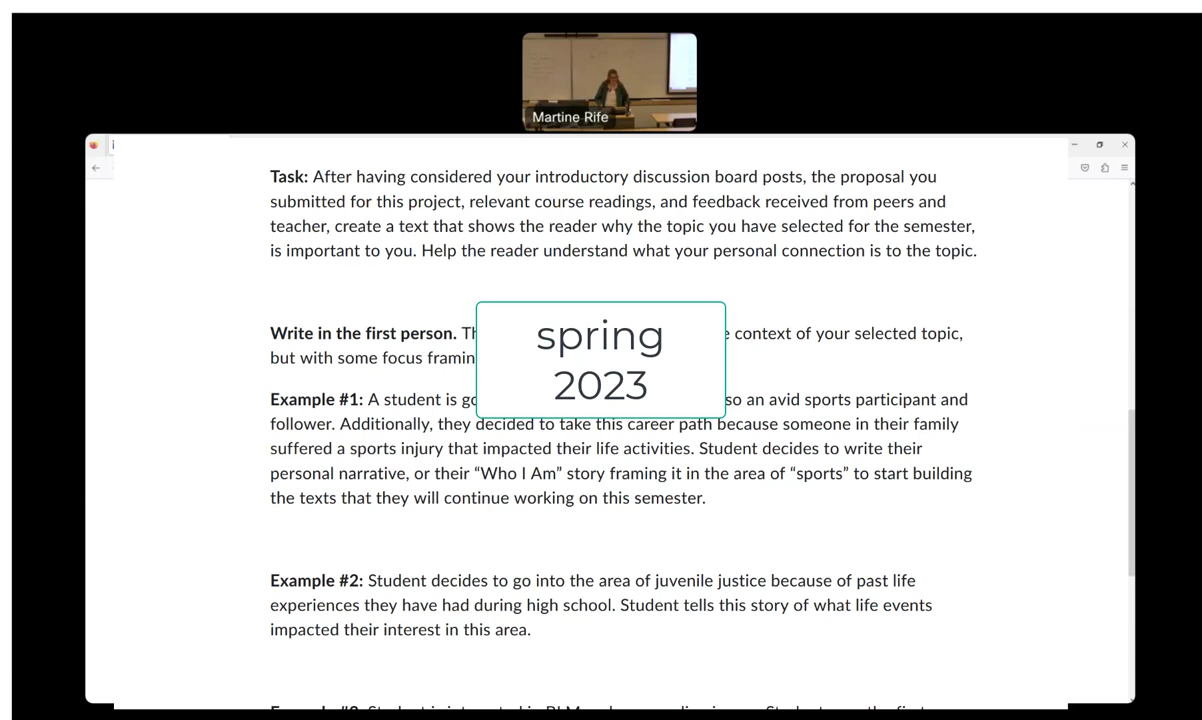 Martine Rife
Task: After having considered your introductory discussion board posts, the proposal you
submitted for this project, relevant course readings, and feedback received from peers and
teacher, create a text that shows the reader why the topic you have selected for the semester,
is important to you. Help the reader understand what your personal connection is to the topic.
Write in the first person. context of your selected topic,
but with some focus
spring
2023
Example #1: A student is so an avid sports participant and
follower. Additionally, they decided to take this career path because someone in their family
suffered a sports injury that impacted their life activities. Student decides to write their
personal narrative, or their “Who I Am” story framing it in the area of “sports” to start building
the texts that they will continue working on this semester.
Example #2: Student decides to go into the area of juvenile justice because of past life
experiences they have had during high school. Student tells this story of what life events
impacted their interest in this area.